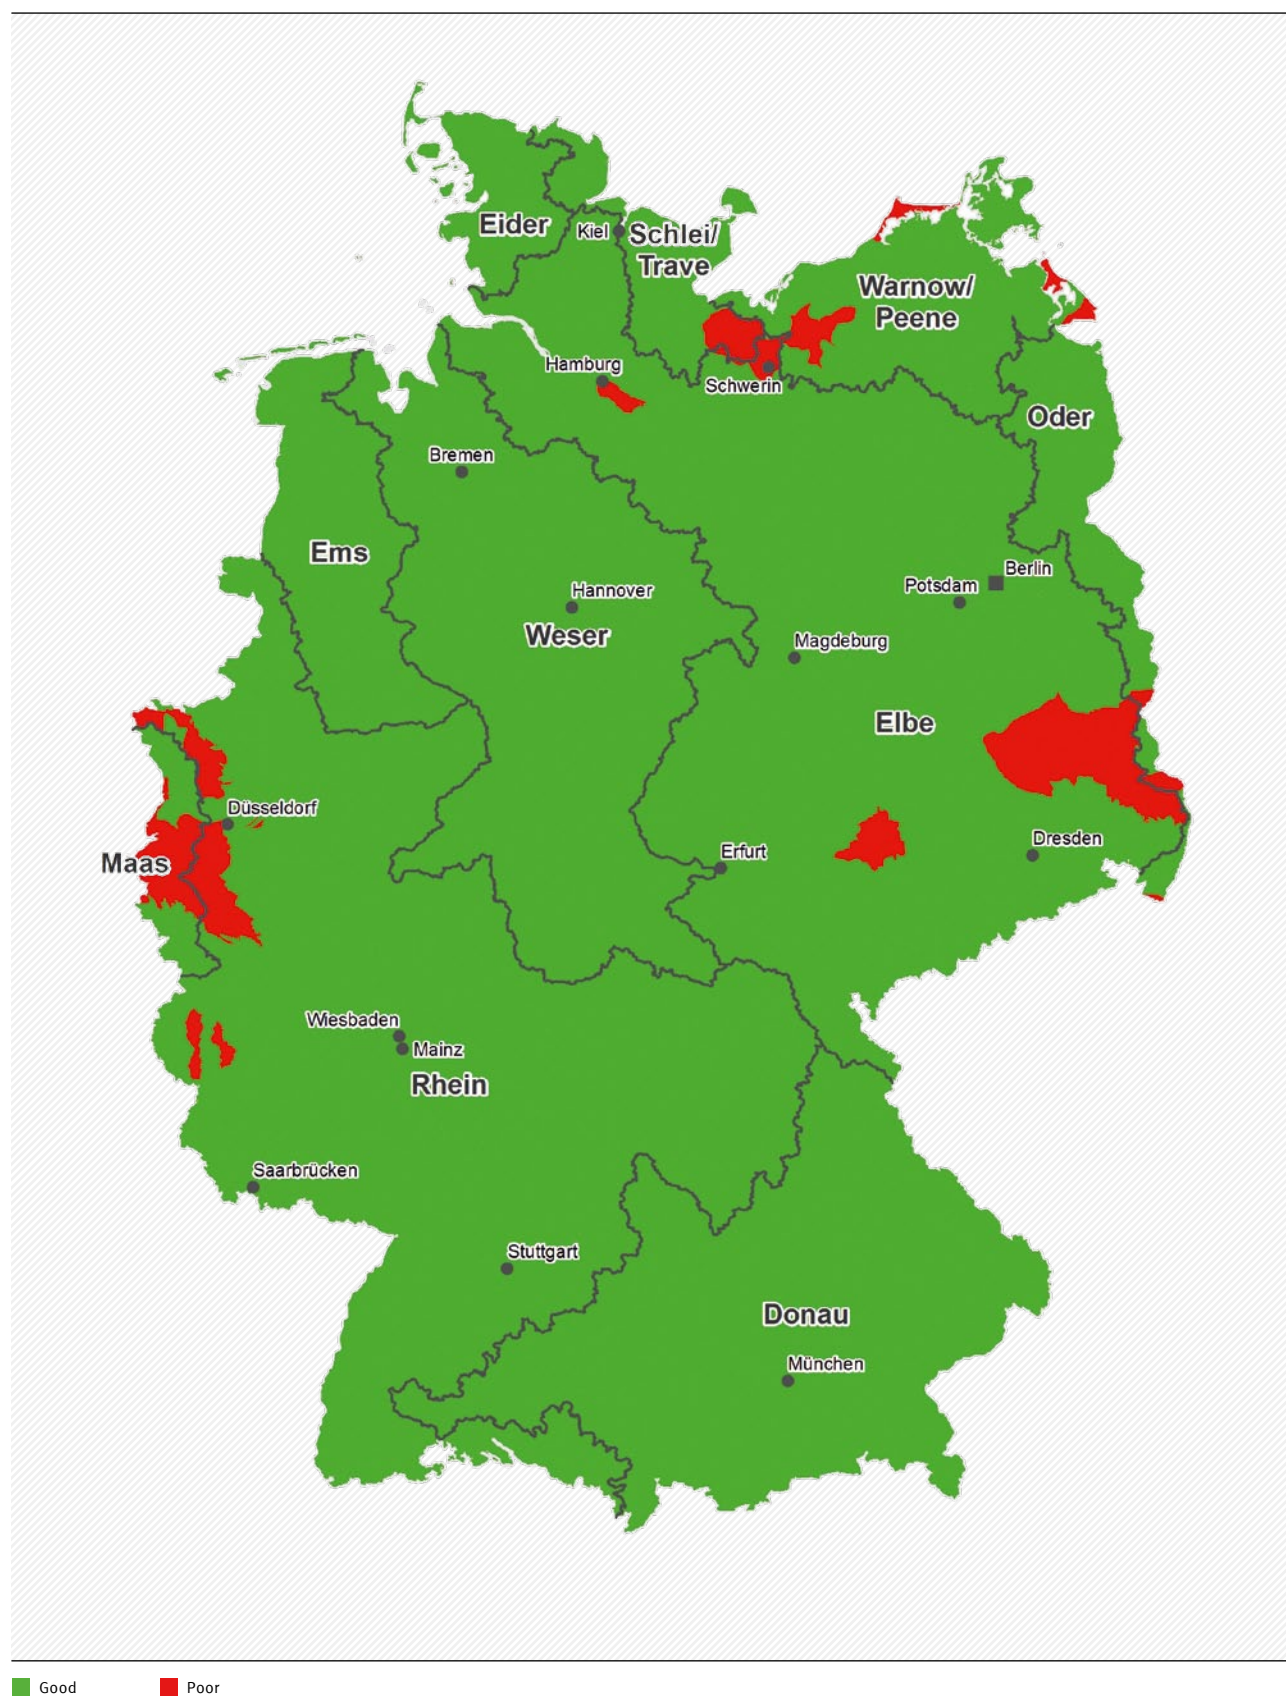 Eider
Kiel
Schlei/
Trave
Warnow/
Peene
Hamburg
Schwerin
Oder
Bremen
Ems
Berlin
Potsdam
Hannover
Weser
Magdeburg
Elbe
Düsseldorf
Dresden
Erfurt
Maas
Wiesbaden
Mainz
Rhein
Saarbrücken
Stuttgart
Donau
München
Good
Poor